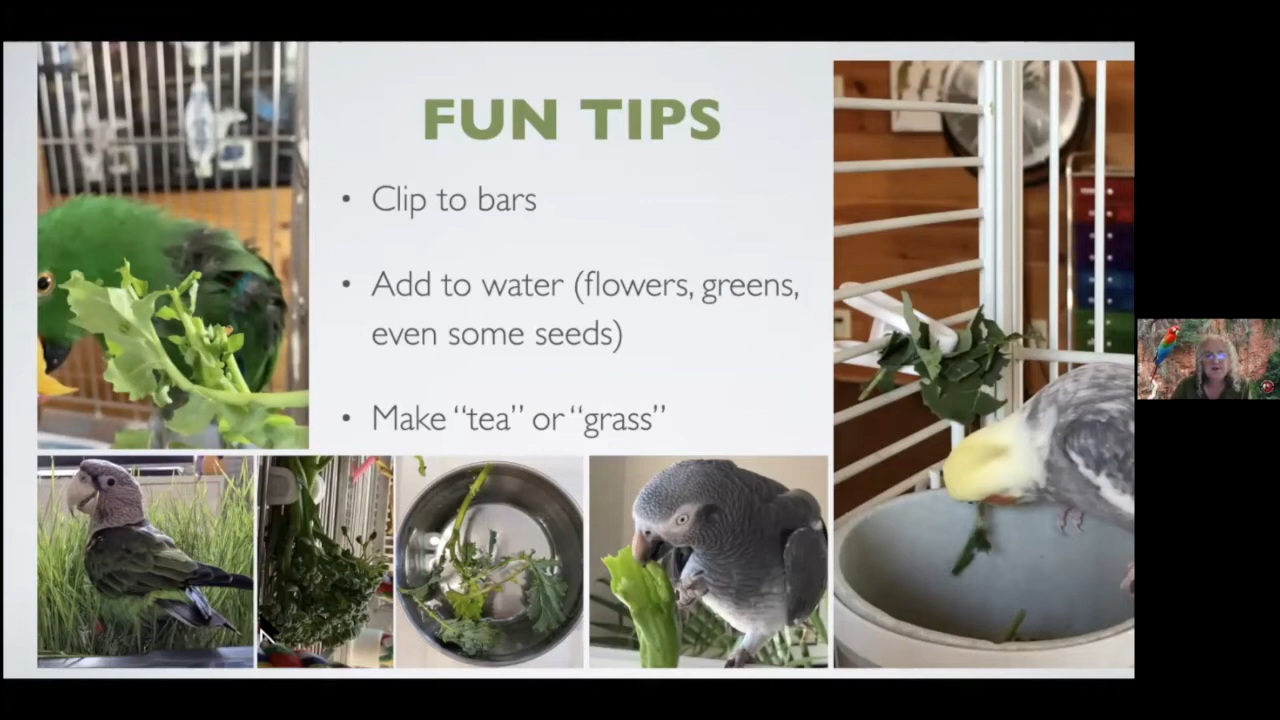 FUN TIPS
• Clip to bars
• Add to water (flowers, greens,
even some seeds)
• Make “tea” or “grass”